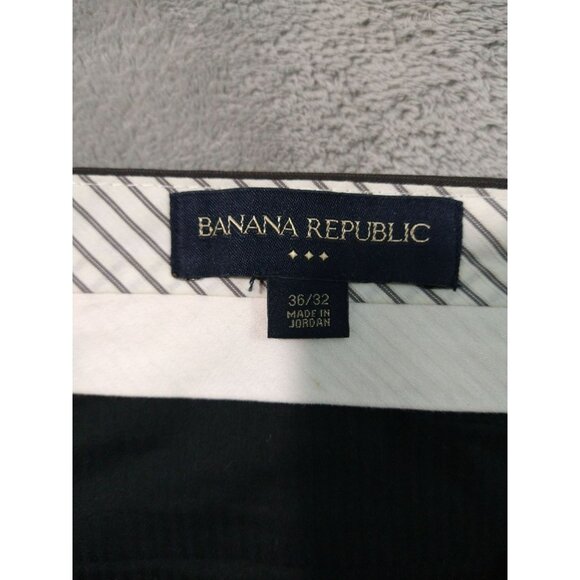 BANANA REPUBLIC
36/32
MADE IN
JORDAN